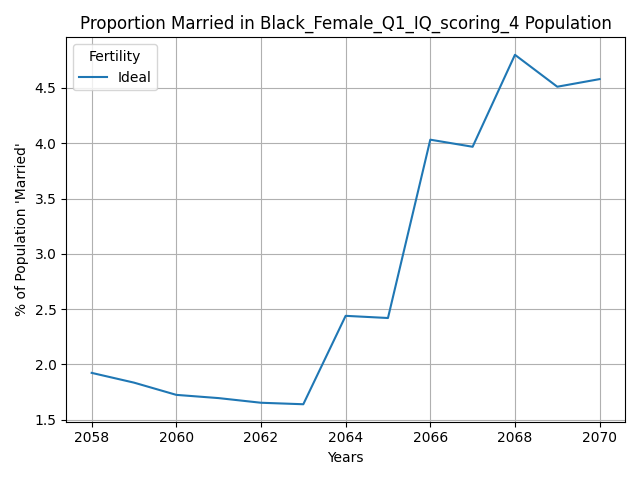 Proportion Married in Black_Female_Q1_IQ_scoring_4 Population
Fertility
Ideal
% of Population 'Married'
4.5
4.0
3.5
3.0
2.5
2.0
1.5
2058 2060 2062 2064 2066 2068 2070
Years